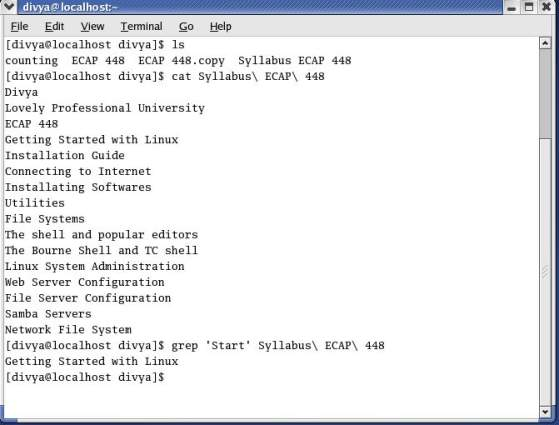 divya@localhost:~
File Edit View Terminal Go Help
[divya@localhost divya]$ ls
counting  ECAP 448  ECAP 448.copy  Syllabus ECAP 448
[divya@localhost divya]$ cat Syllabus\ ECAP\ 448
Divya
Lovely Professional University
ECAP 448
Getting Started with Linux
Installation Guide
Connecting to Internet
Installing Softwares
Utilities
File Systems
The shell and popular editors
The Bourne Shell and TC shell
Linux System Administration
Web Server Configuration
File Server Configuration
Samba Servers
Network File System
[divya@localhost divya]$ grep 'Start' Syllabus\ ECAP\ 448
Getting Started with Linux
[divya@localhost divya]$